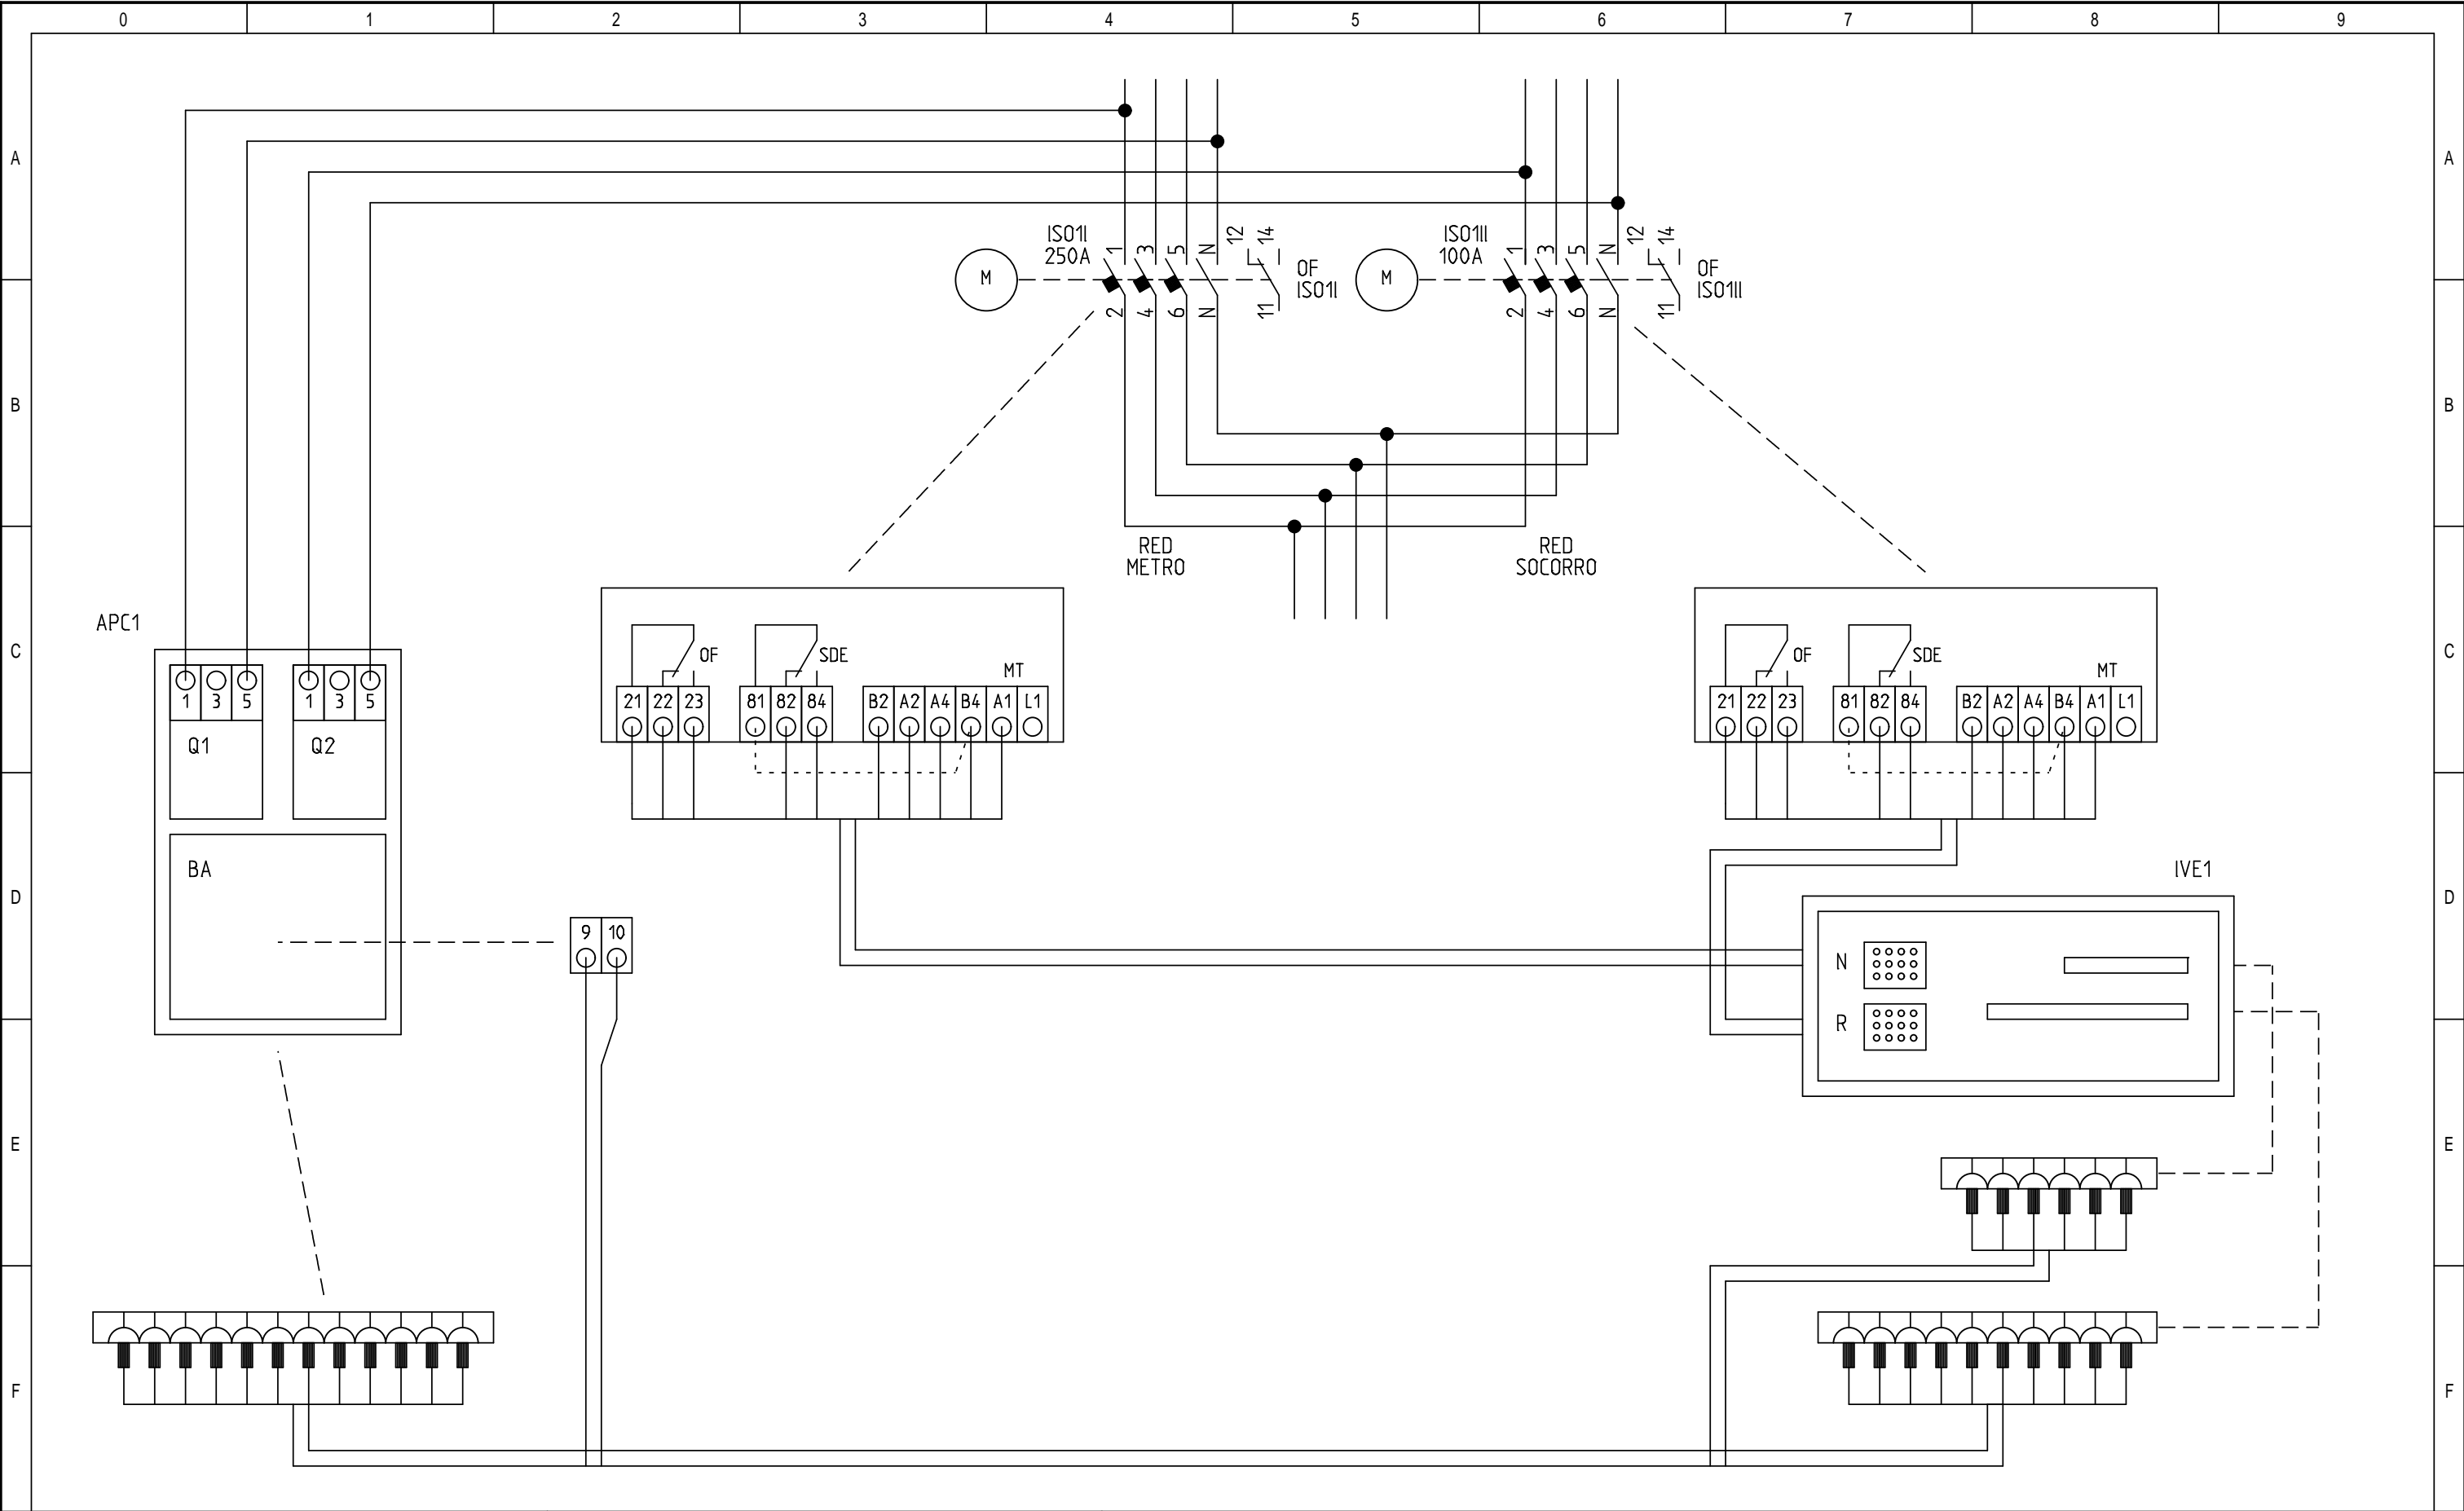 0 1 2 3 4 5 6 7 8 9
A A
ISO1I
250A
1 3 5 N 12 14
OF
ISO1I
M
2 4 6 N 11
ISO1II
100A
1 3 5 N 12 14
OF
ISO1II
M
2 4 6 N 11
B B
RED
METRO
RED
SOCORRO
APC1
C C
1 3 5 1 3 5
Q1 Q2
BA
OF SDE MT
21 22 23 81 82 84 B2 A2 A4 B4 A1 L1
OF SDE MT
21 22 23 81 82 84 B2 A2 A4 B4 A1 L1
D D
IVE1
9 10
N
R
E E
F F